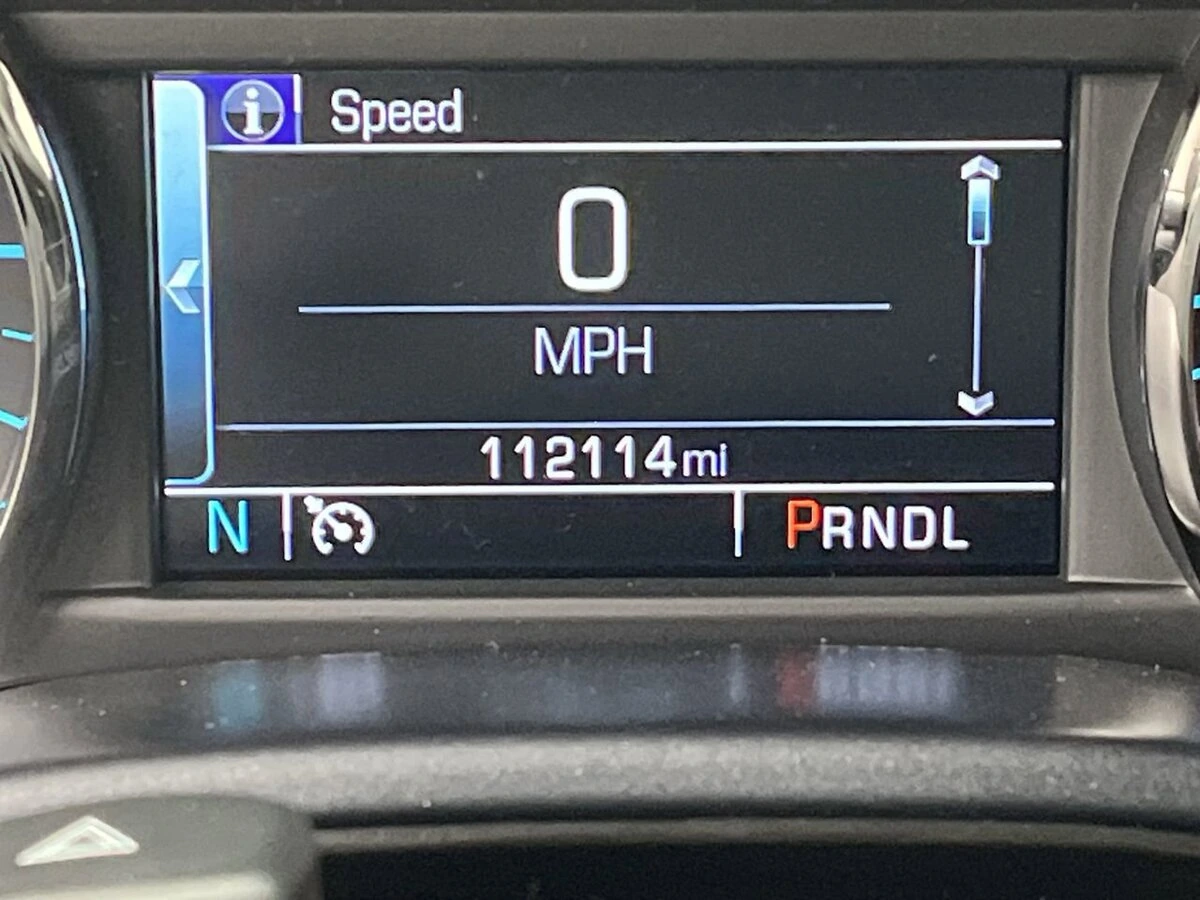 i Speed
0
MPH
112114mi
N PRNDL